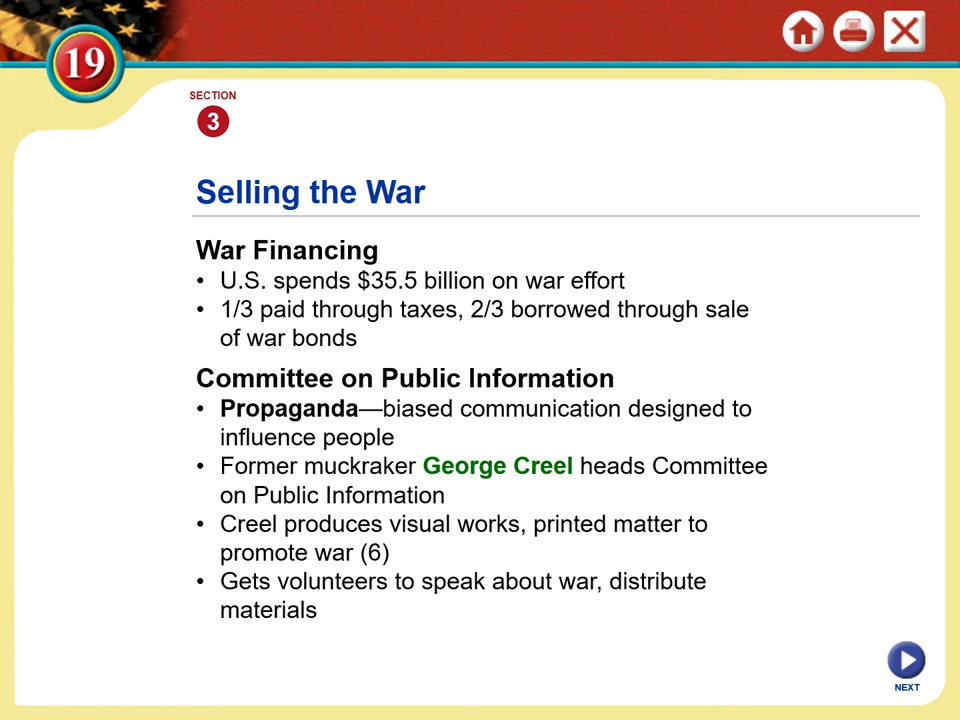 19
SECTION
3
Selling the War
War Financing
• U.S. spends $35.5 billion on war effort
• 1/3 paid through taxes, 2/3 borrowed through sale
of war bonds
Committee on Public Information
• Propaganda—biased communication designed to
influence people
• Former muckraker George Creel heads Committee
on Public Information
• Creel produces visual works, printed matter to
promote war (6)
• Gets volunteers to speak about war, distribute
materials
NEXT